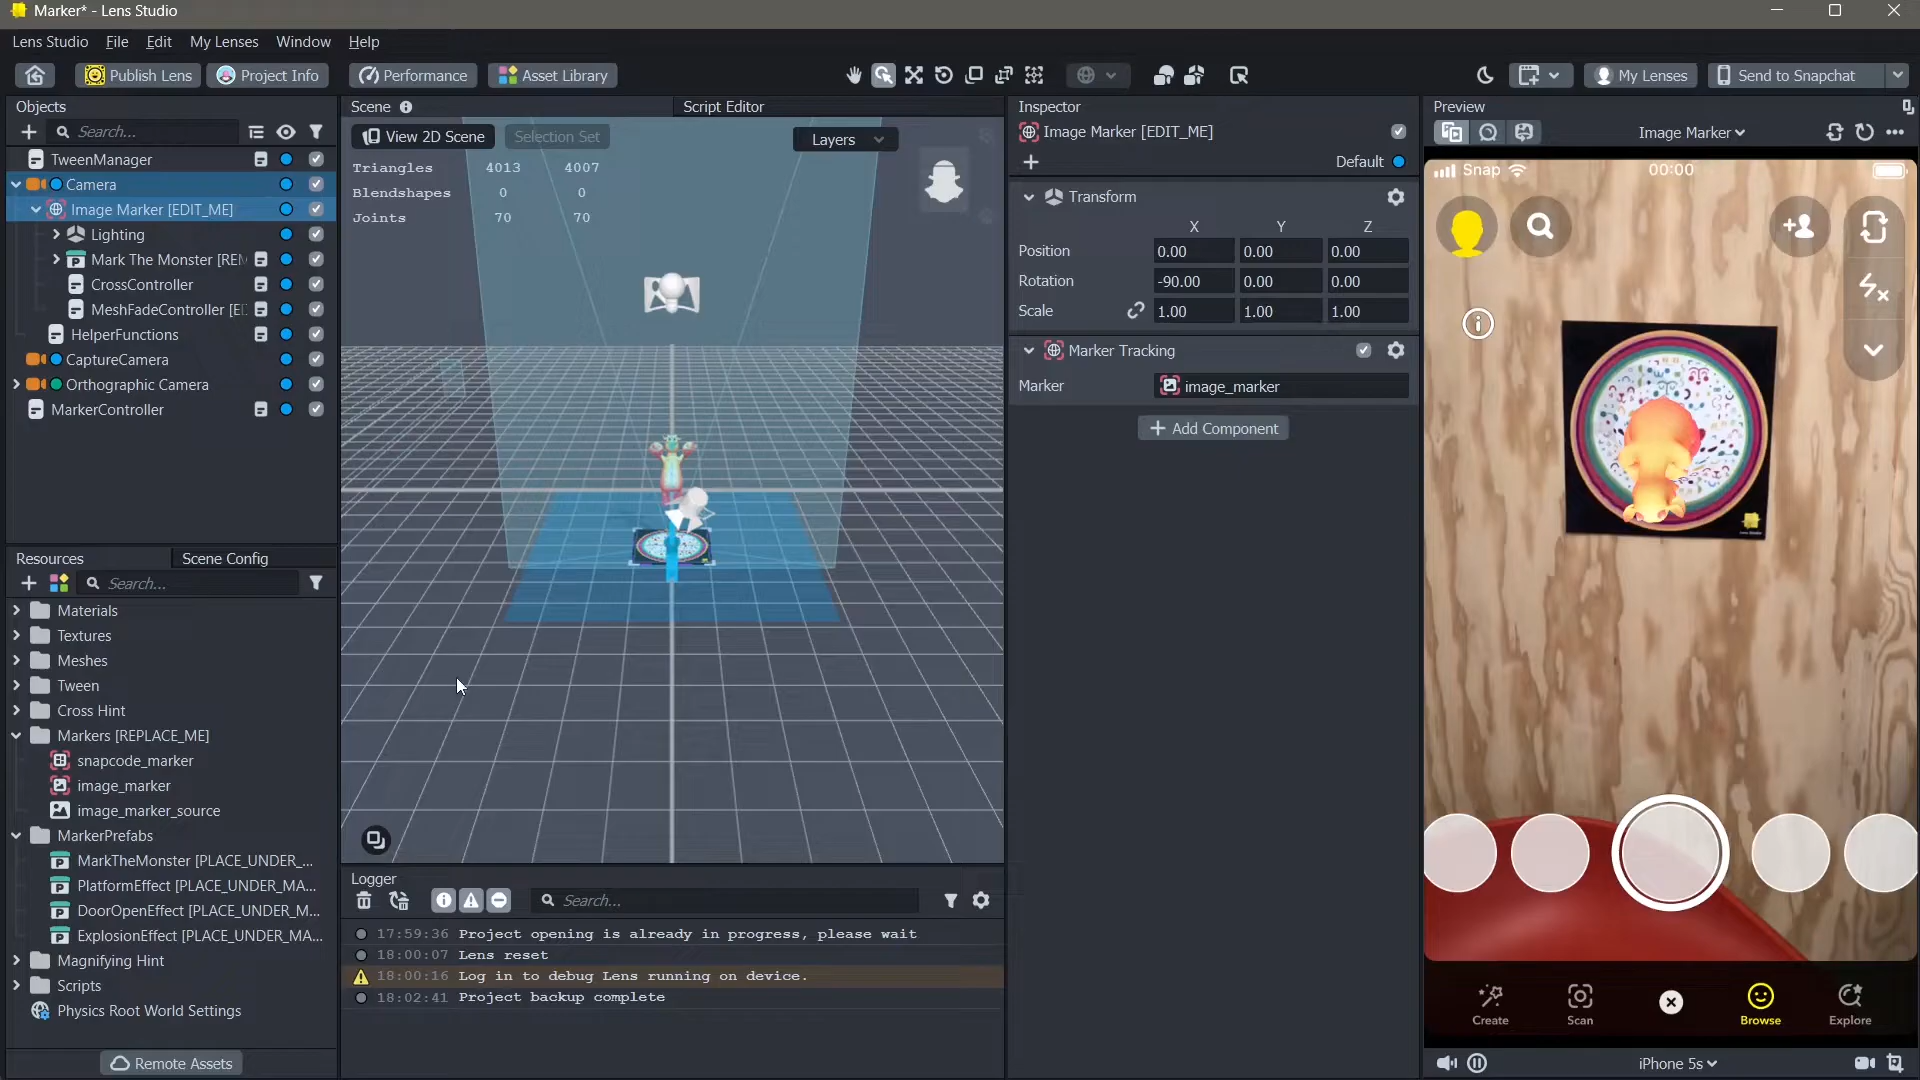 Marker* - Lens Studio
Lens Studio File Edit My Lenses Window Help
Publish Lens Project Info Performance Asset Library My Lenses Send to Snapchat
Objects
Search...
TweenManager
Camera
Image Marker [EDIT_ME]
Lighting
Mark The Monster [REM
CrossController
MeshFadeController [E
HelperFunctions
CaptureCamera
Orthographic Camera
MarkerController
Resources Scene Config
Search...
Materials
Textures
Meshes
Tween
Cross Hint
Markers [REPLACE_ME]
snapcode_marker
image_marker
image_marker_source
MarkerPrefabs
MarkTheMonster [PLACE_UNDER_...
PlatformEffect [PLACE_UNDER_MA...
DoorOpenEffect [PLACE_UNDER_M...
ExplosionEffect [PLACE_UNDER_MA...
Magnifying Hint
Scripts
Physics Root World Settings
Remote Assets
Scene Script Editor
View 2D Scene Selection Set Layers
Triangles 4013 4007
Blendshapes 0 0
Joints 70 70
Logger
Search...
17:59:36 Project opening is already in progress, please wait
18:00:07 Lens reset
18:00:16 Log in to debug Lens running on device.
18:02:41 Project backup complete
Inspector
Image Marker [EDIT_ME]
Default
Transform
X Y Z
Position 0.00 0.00 0.00
Rotation -90.00 0.00 0.00
Scale 1.00 1.00 1.00
Marker Tracking
Marker image_marker
+ Add Component
Preview
Image Marker
Snap 00:00
Create Scan Browse Explore
iPhone 5s